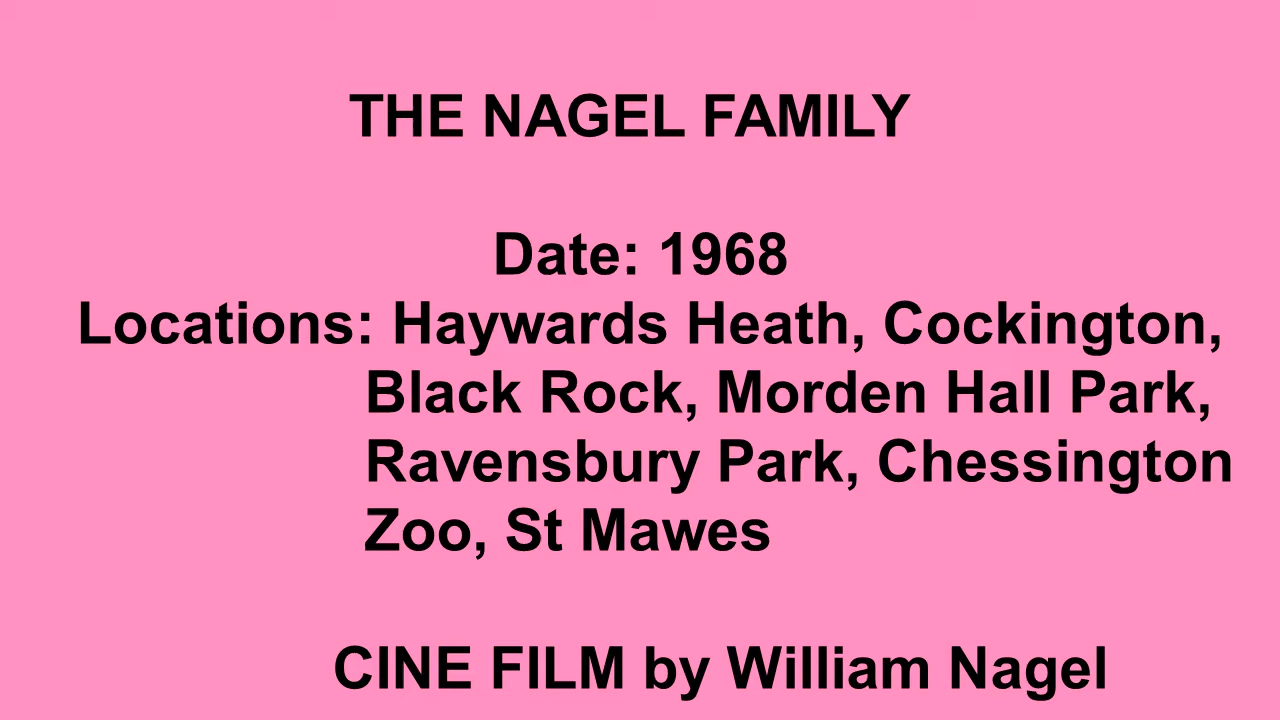 THE NAGEL FAMILY
Date: 1968
Locations: Haywards Heath, Cockington,
Black Rock, Morden Hall Park,
Ravensbury Park, Chessington
Zoo, St Mawes
CINE FILM by William Nagel